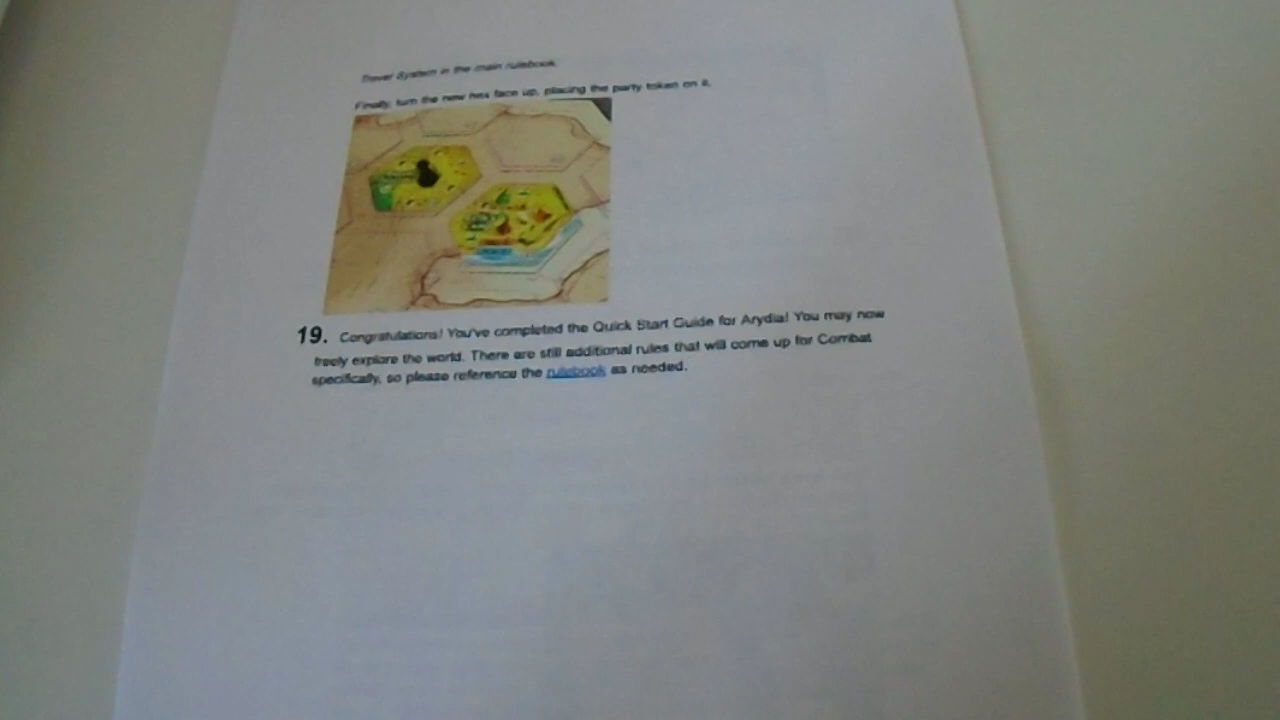 Travel System in the main rulebook.
Finally, turn the new hex face up, placing the party token on it.
19. Congratulations! You've completed the Quick Start Guide for Arydia! You may now
freely explore the world. There are still additional rules that will come up for Combat
specifically, so please reference the rulebook as needed.